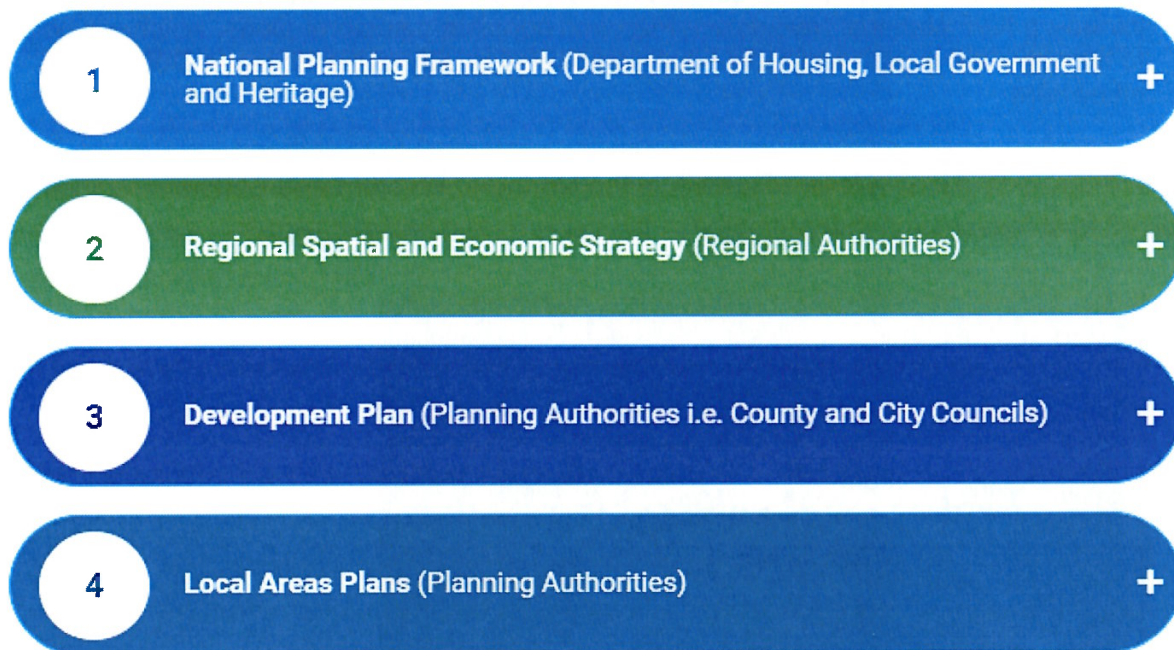 1
National Planning Framework (Department of Housing, Local Government
and Heritage)
+
2
Regional Spatial and Economic Strategy (Regional Authorities)
+
3
Development Plan (Planning Authorities i.e. County and City Councils)
+
4
Local Areas Plans (Planning Authorities)
+